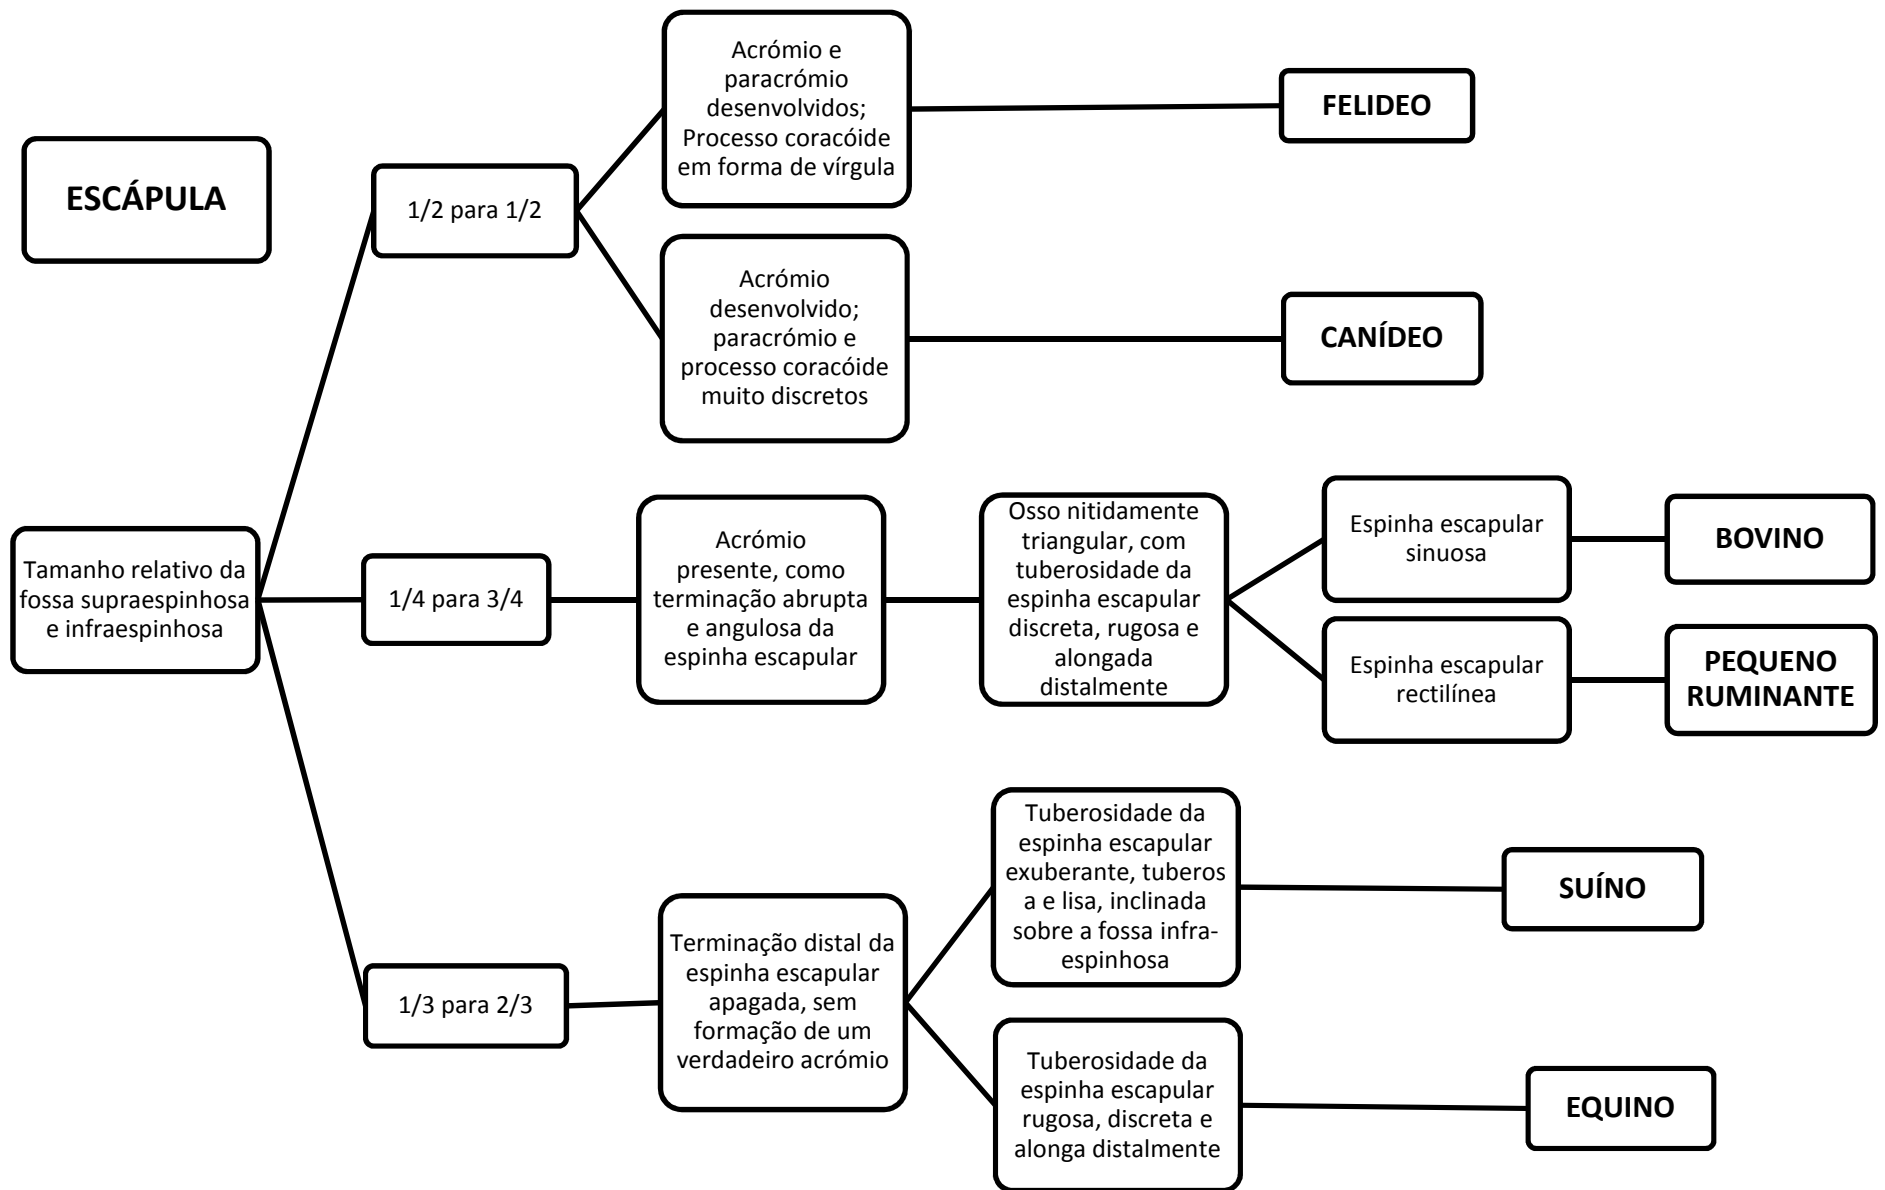 ESCÁPULA
Tamanho relativo da
fossa supraespinhosa
e infraespinhosa
1/2 para 1/2
Acrómio e
paracrómio
desenvolvidos;
Processo coracóide
em forma de vírgula
FELIDEO
Acrómio
desenvolvido;
paracrómio e
processo coracóide
muito discretos
CANÍDEO
1/4 para 3/4
Acrómio
presente, como
terminação abrupta
e angulosa da
espinha escapular
Osso nitidamente
triangular, com
tuberosidade da
espinha escapular
discreta, rugosa e
alongada
distalmente
Espinha escapular
sinuosa
BOVINO
Espinha escapular
rectilínea
PEQUENO
RUMINANTE
1/3 para 2/3
Terminação distal da
espinha escapular
apagada, sem
formação de um
verdadeiro acrómio
Tuberosidade da
espinha escapular
exuberante, tuberos
a e lisa, inclinada
sobre a fossa infra-
espinhosa
SUÍNO
Tuberosidade da
espinha escapular
rugosa, discreta e
alonga distalmente
EQUINO